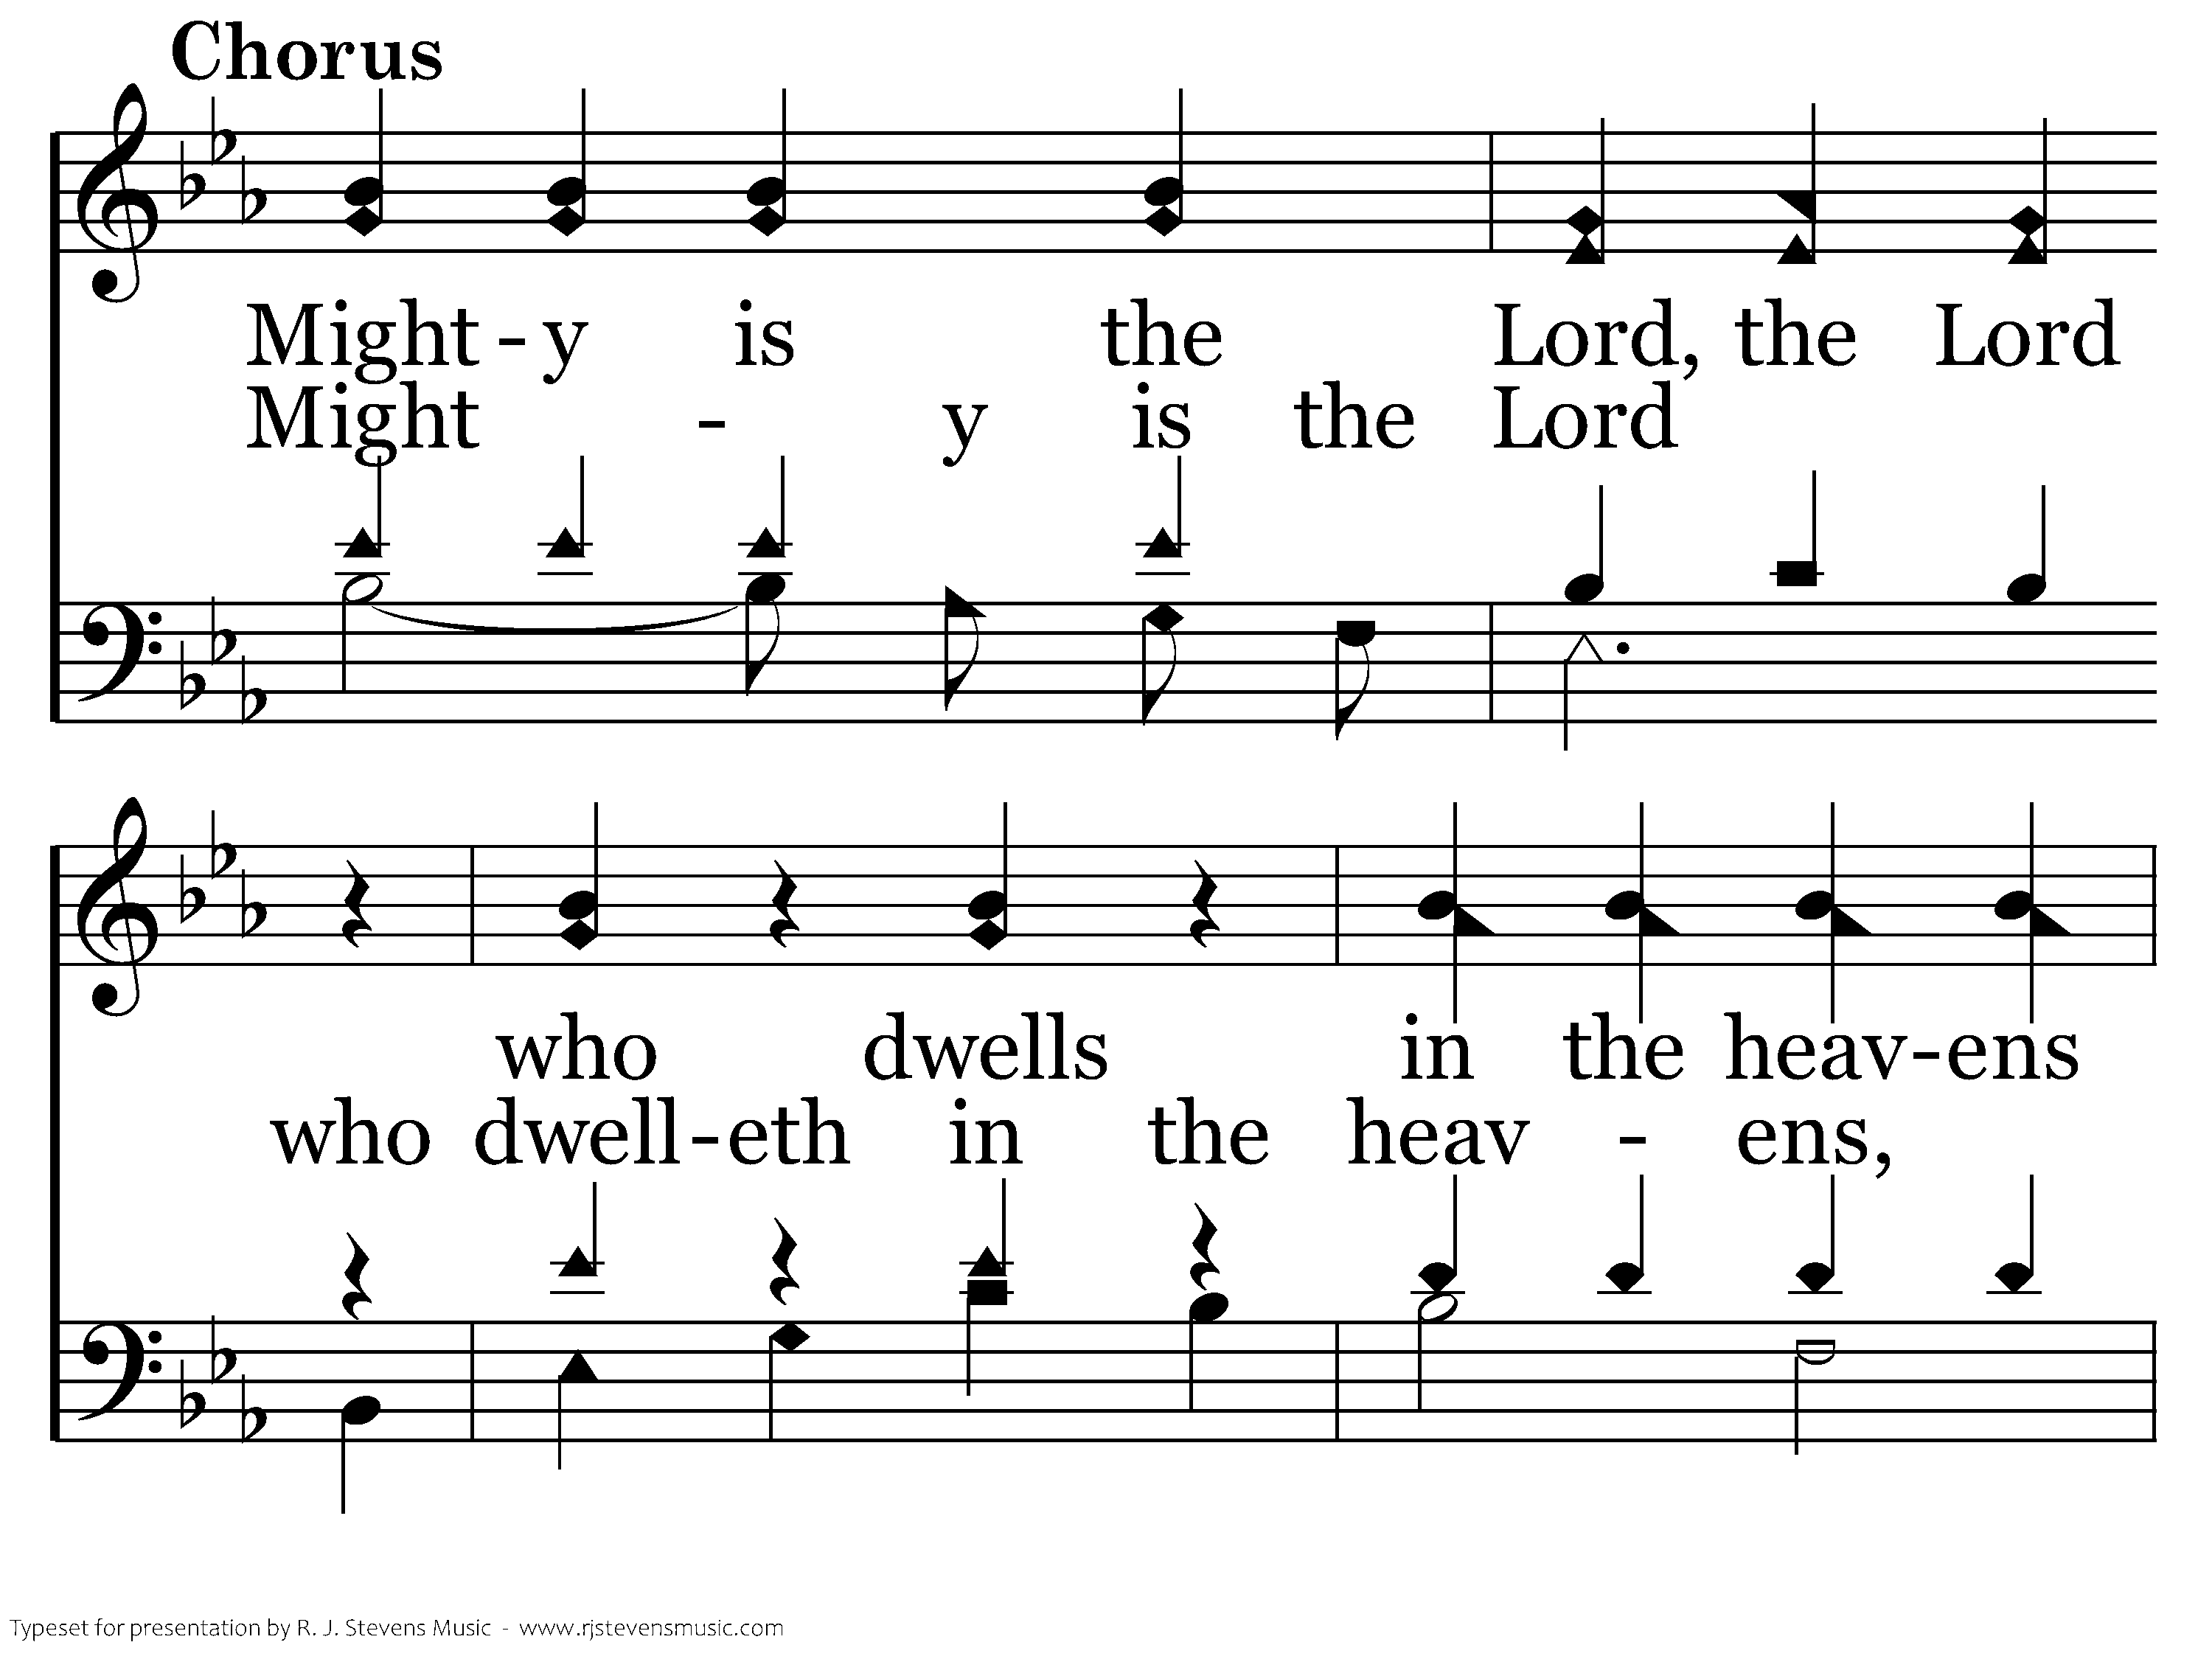 Chorus
Might - y is the Lord, the Lord
Might - y is the Lord
who dwells in the heav-ens
who dwell-eth in the heav - ens,
Typeset for presentation by R. J. Stevens Music - www.rjstevensmusic.com